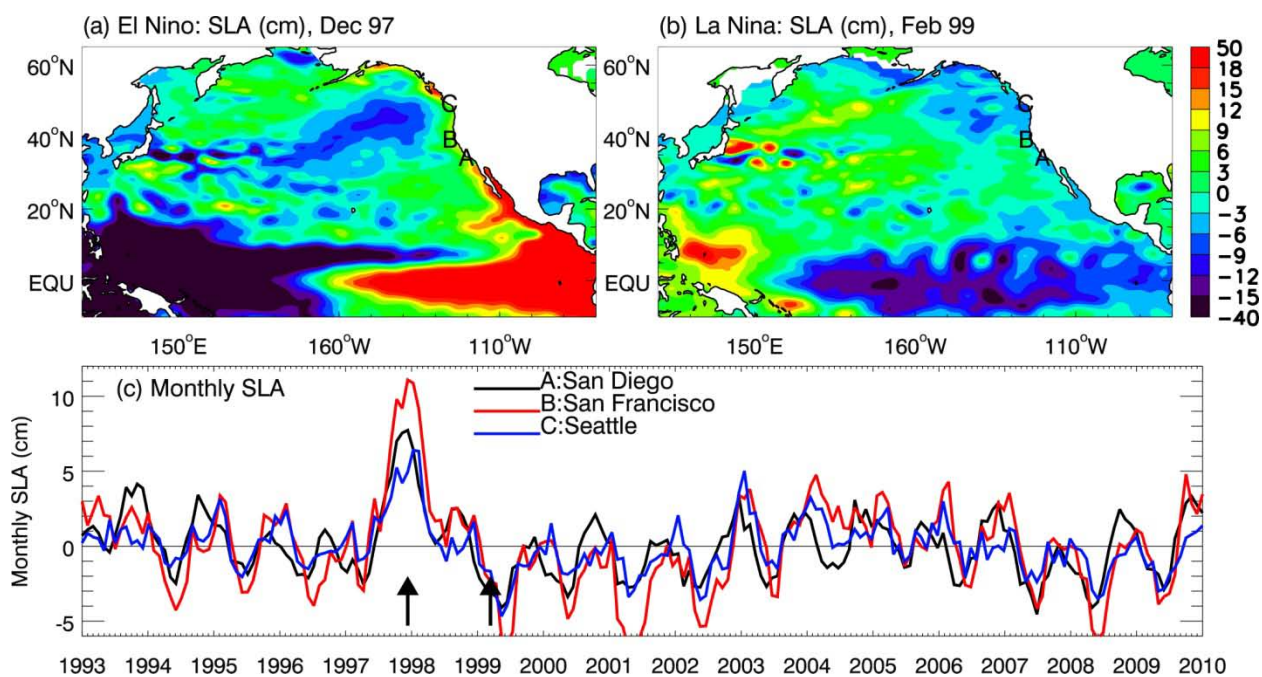 (a) El Nino: SLA (cm), Dec 97
(b) La Nina: SLA (cm), Feb 99
60°N
40°N
20°N
EQU
C
B
A
150°E
160°W
110°W
60°N
40°N
20°N
EQU
C
B
A
150°E
160°W
110°W
50
18
15
12
9
6
3
0
-3
-6
-9
-12
-15
-40
(c) Monthly SLA
A:San Diego
B:San Francisco
C:Seattle
Monthly SLA (cm)
10
5
0
-5
1993 1994 1995 1996 1997 1998 1999 2000 2001 2002 2003 2004 2005 2006 2007 2008 2009 2010